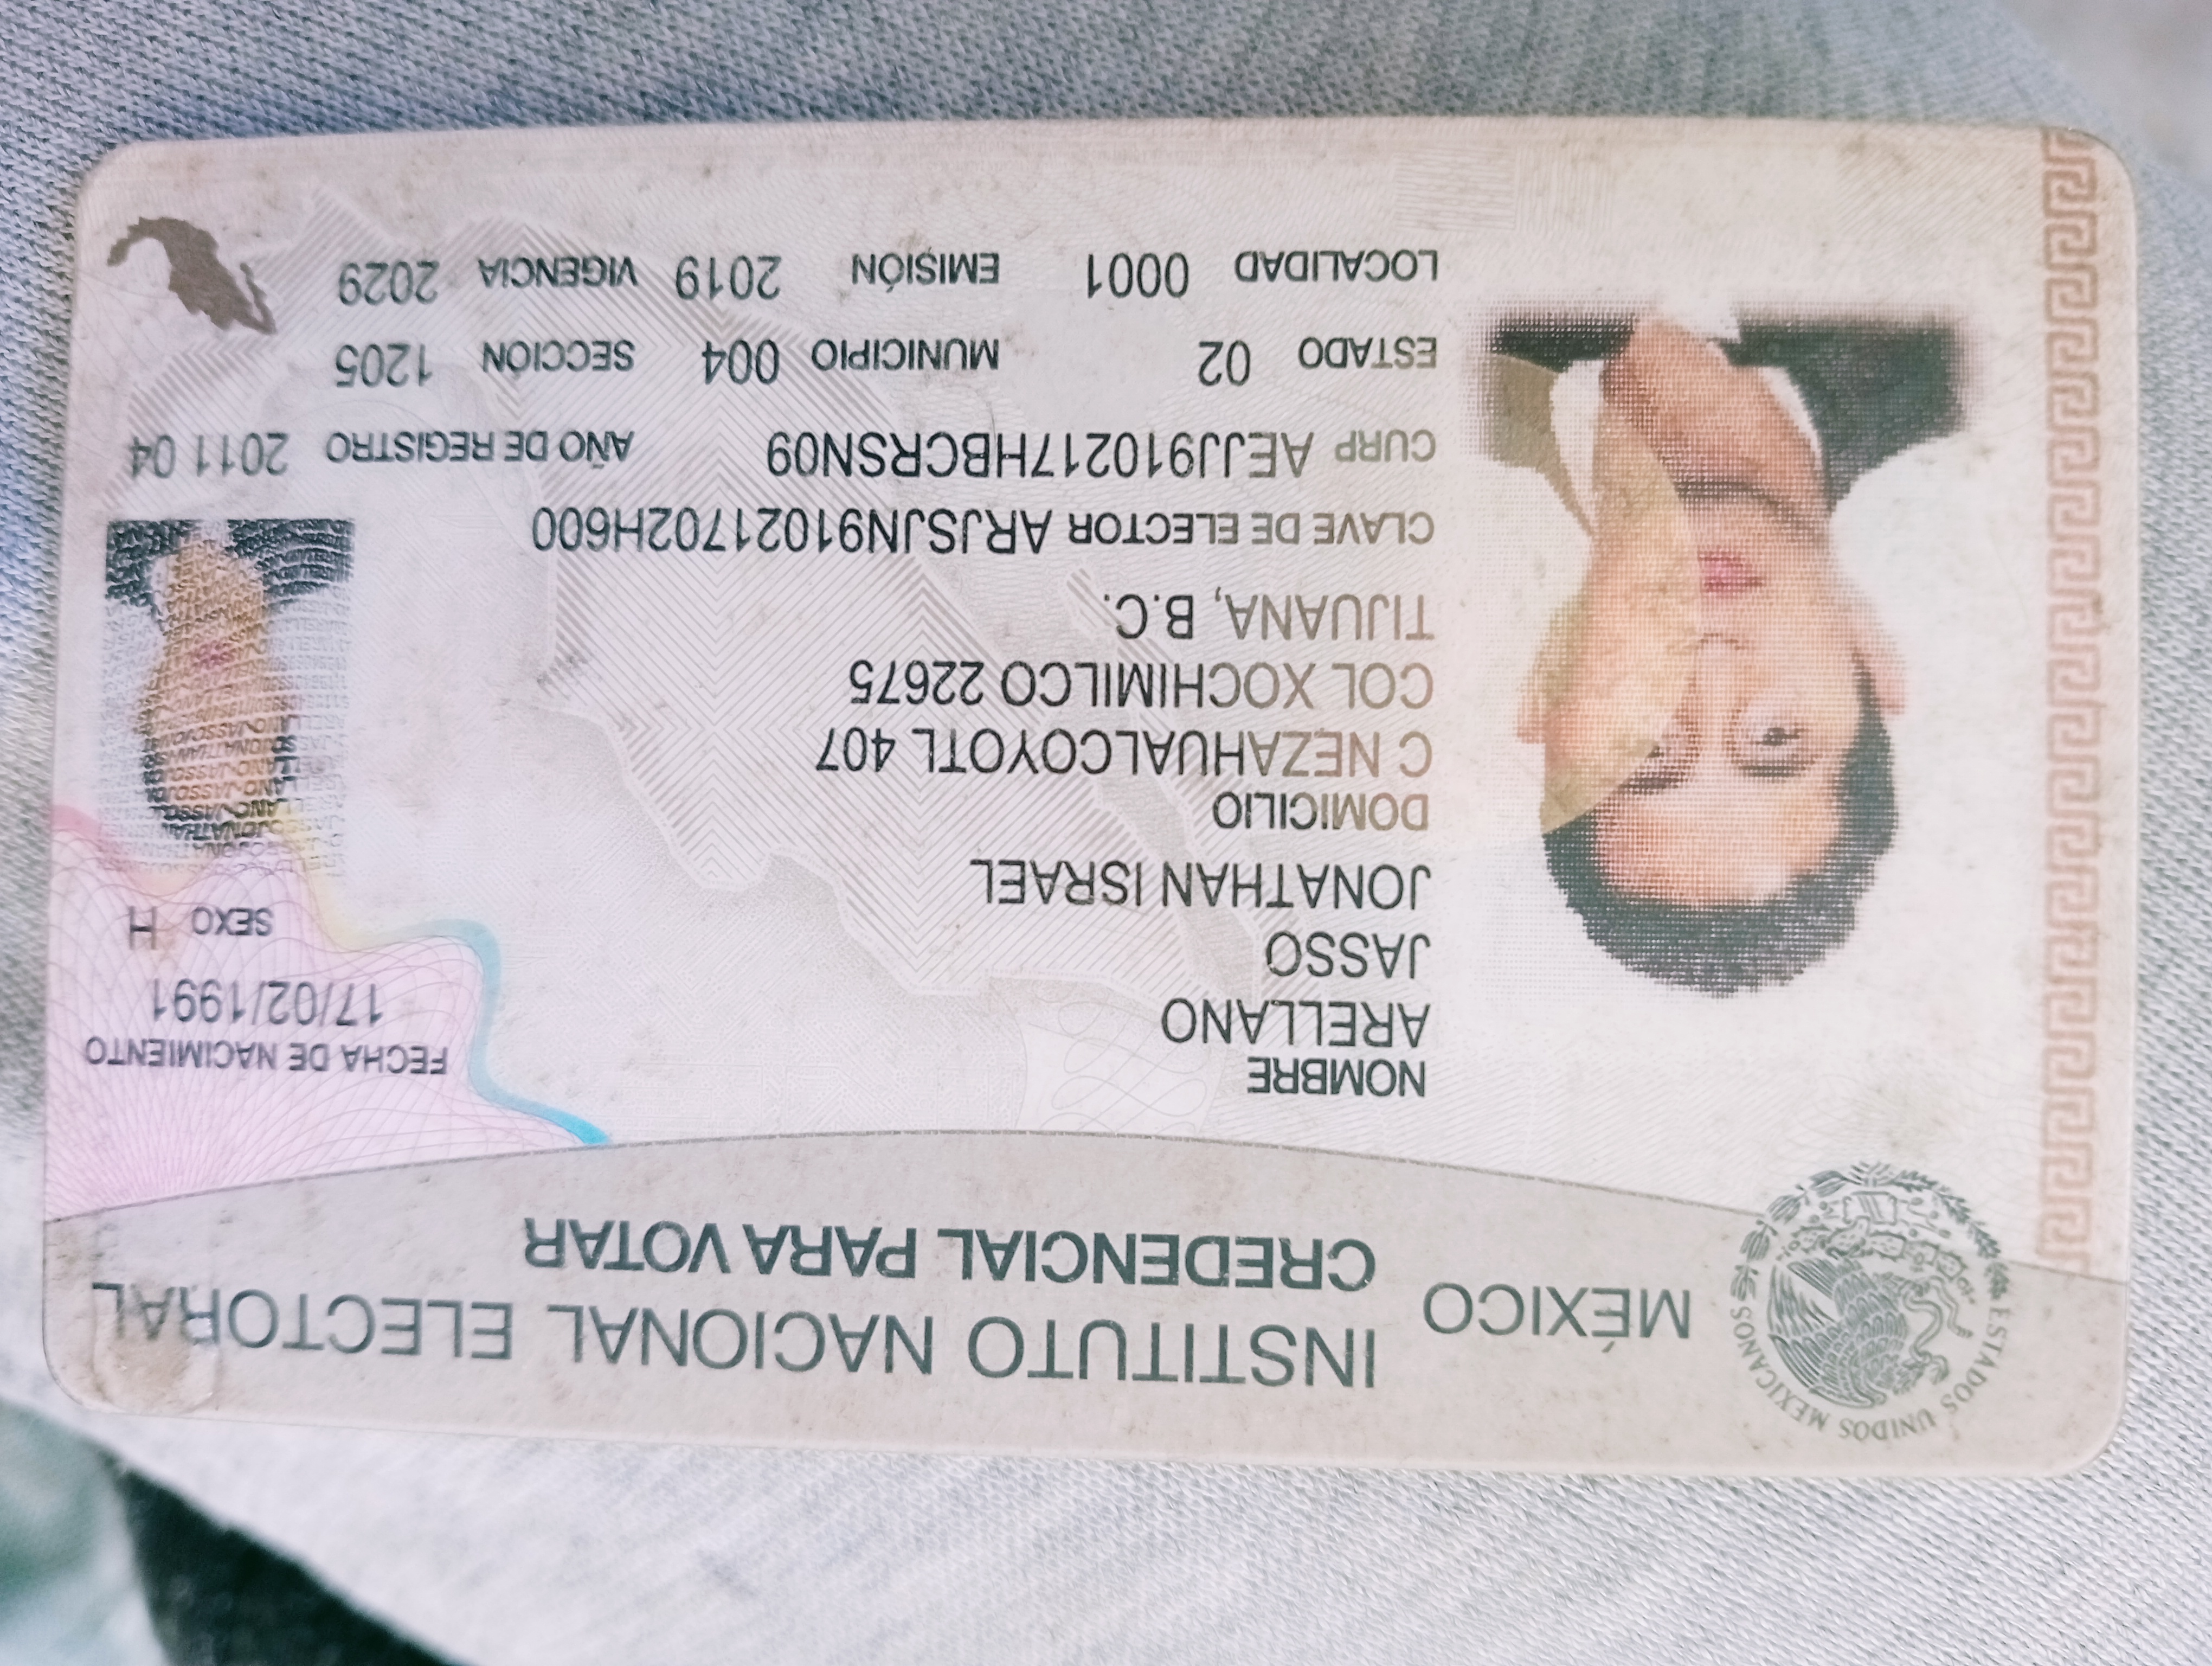 MÉXICO
INSTITUTO NACIONAL ELECTORAL
CREDENCIAL PARA VOTAR
ESTADOS UNIDOS MEXICANOS
NOMBRE
ARELLANO
JASSO
JONATHAN ISRAEL
FECHA DE NACIMIENTO
17/02/1991
SEXO H
DOMICILIO
C NEZAHUALCOYOTL 407
COL XOCHIMILCO 22675
TIJUANA, B.C.
CLAVE DE ELECTOR ARJSJN91021702H600
CURP AEJJ910217HBCRSN09 AÑO DE REGISTRO 2011 04
ESTADO 02 MUNICIPIO 004 SECCIÓN 1205
LOCALIDAD 0001 EMISIÓN 2019 VIGENCIA 2029